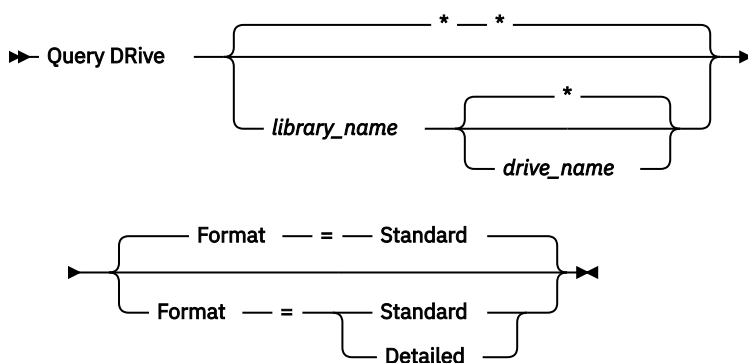 * *
Query DRive
*
library_name
drive_name
Format = Standard
Format = Standard
Detailed